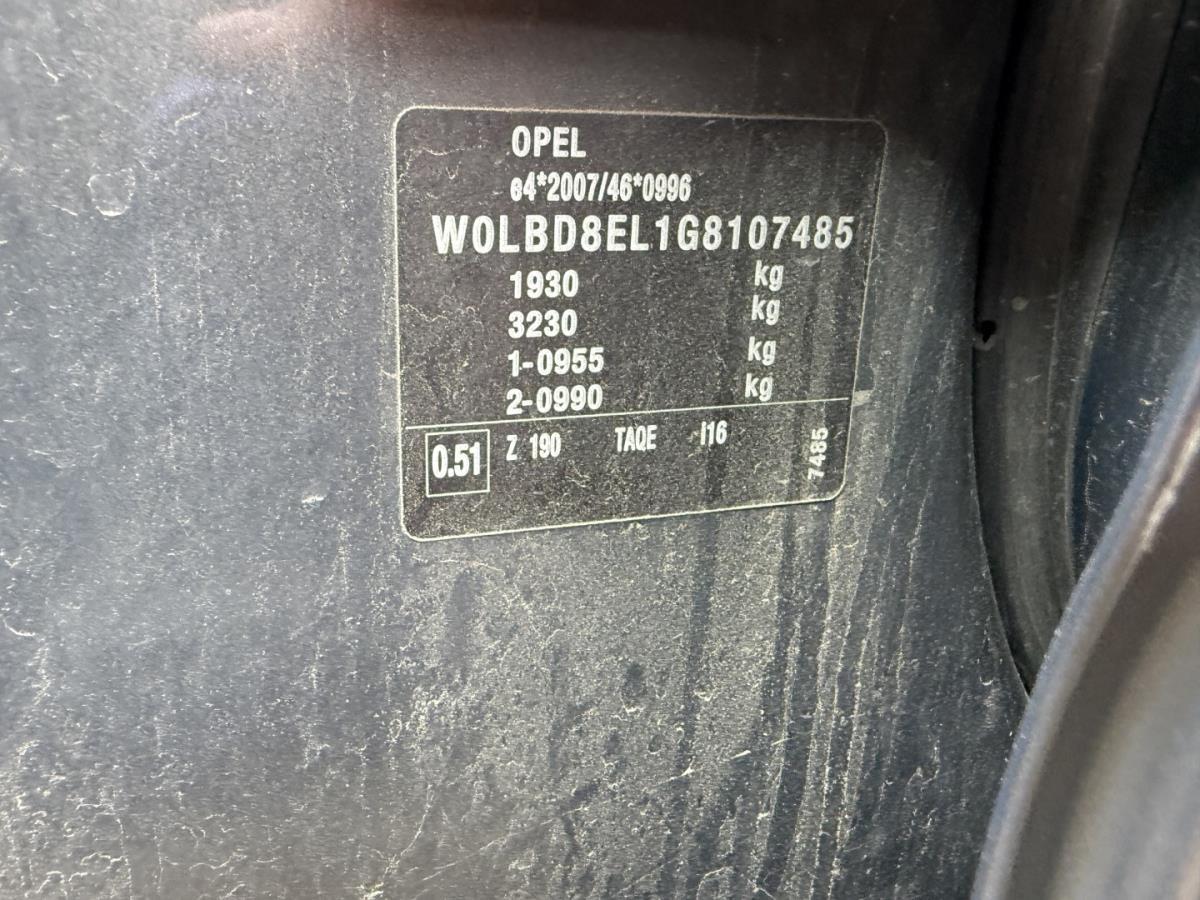 OPEL
e4*2007/46*0996
W0LBD8EL1G8107485
1930 kg
3230 kg
1-0955 kg
2-0990 kg
0.51 Z 190 TAQE I16 7485